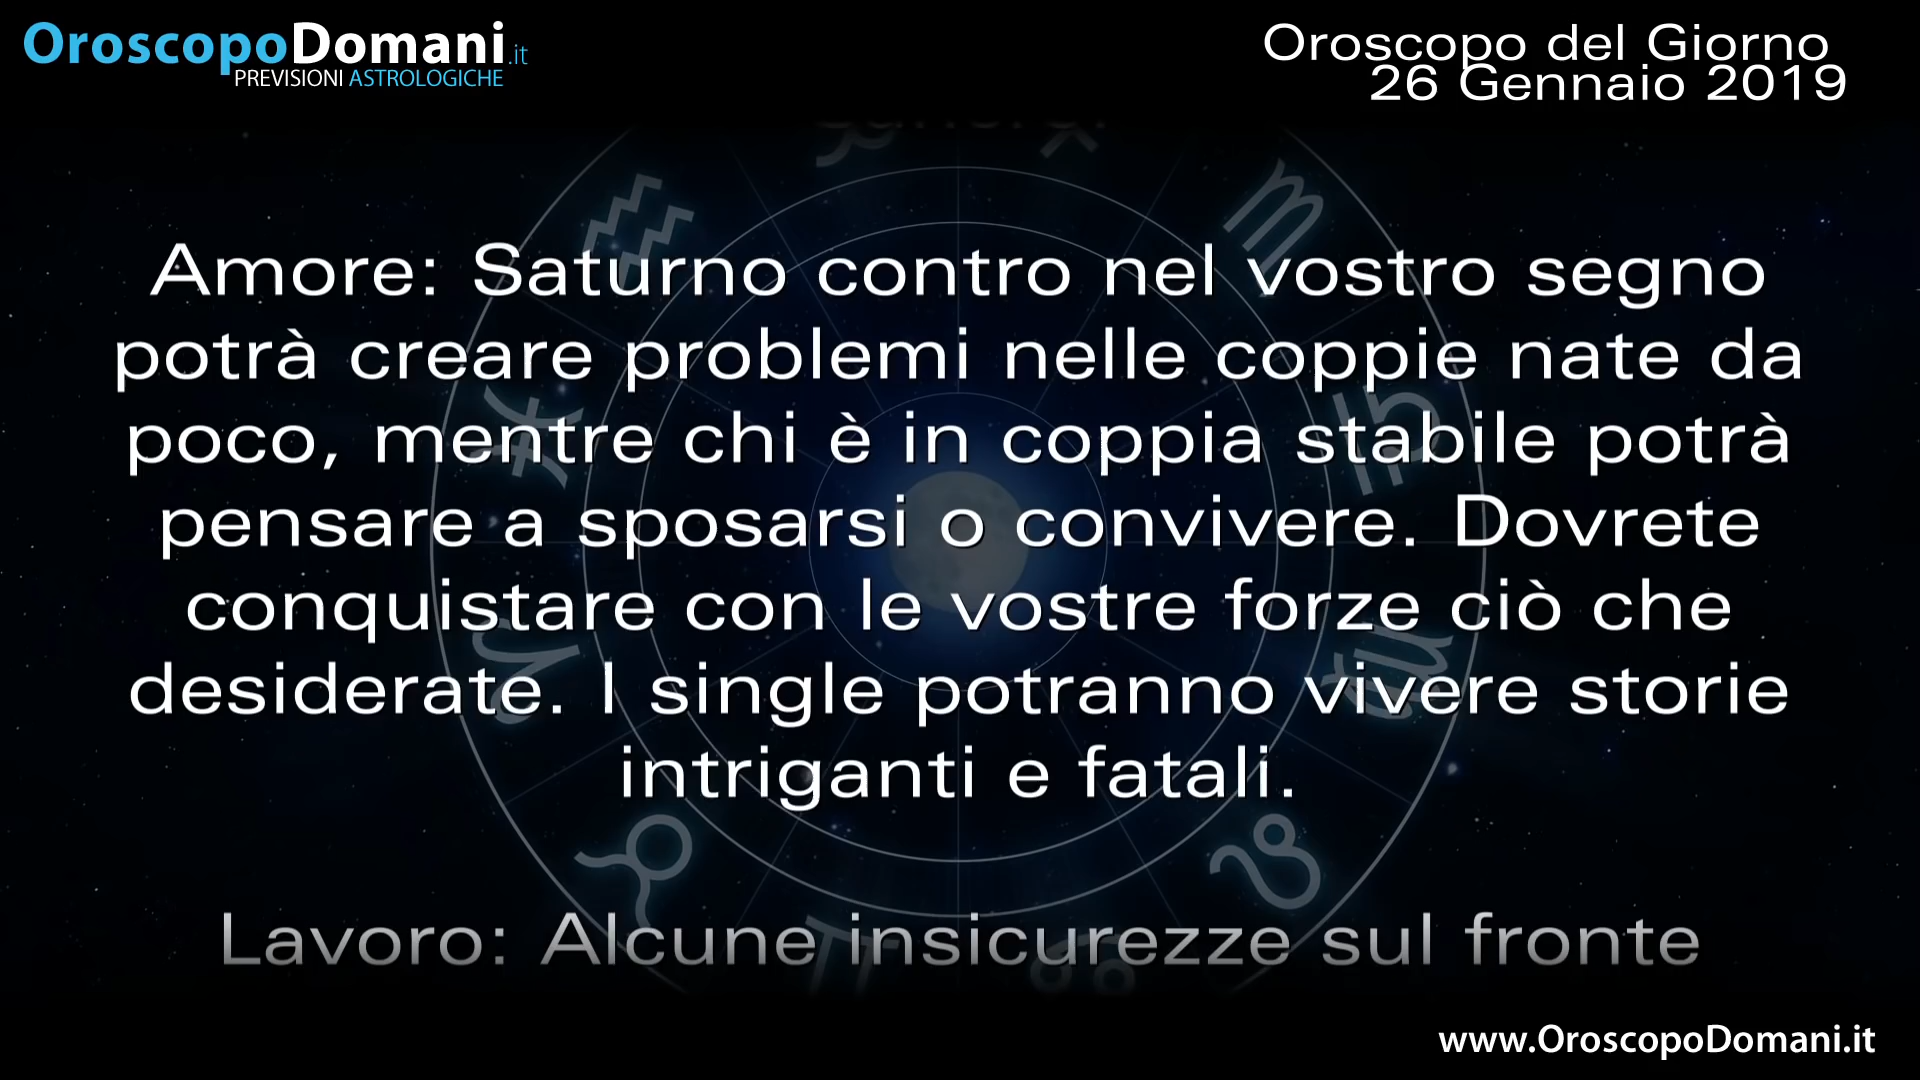 OroscopoDomani.it
PREVISIONI ASTROLOGICHE
Oroscopo del Giorno
26 Gennaio 2019
Amore: Saturno contro nel vostro segno
potrà creare problemi nelle coppie nate da
poco, mentre chi è in coppia stabile potrà
pensare a sposarsi o convivere. Dovrete
conquistare con le vostre forze ciò che
desiderate. I single potranno vivere storie
intriganti e fatali.
Lavoro: Alcune insicurezze sul fronte
www.OroscopoDomani.it